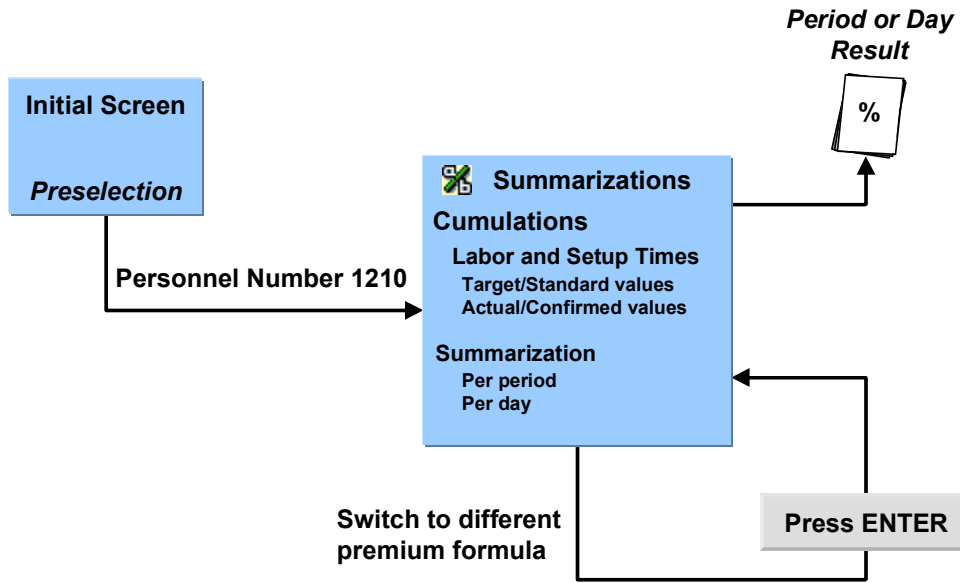 Period or Day
Result
%
Initial Screen
Preselection
Personnel Number 1210
Summarizations
Cumulations
Labor and Setup Times
Target/Standard values
Actual/Confirmed values
Summarization
Per period
Per day
Switch to different
premium formula
Press ENTER